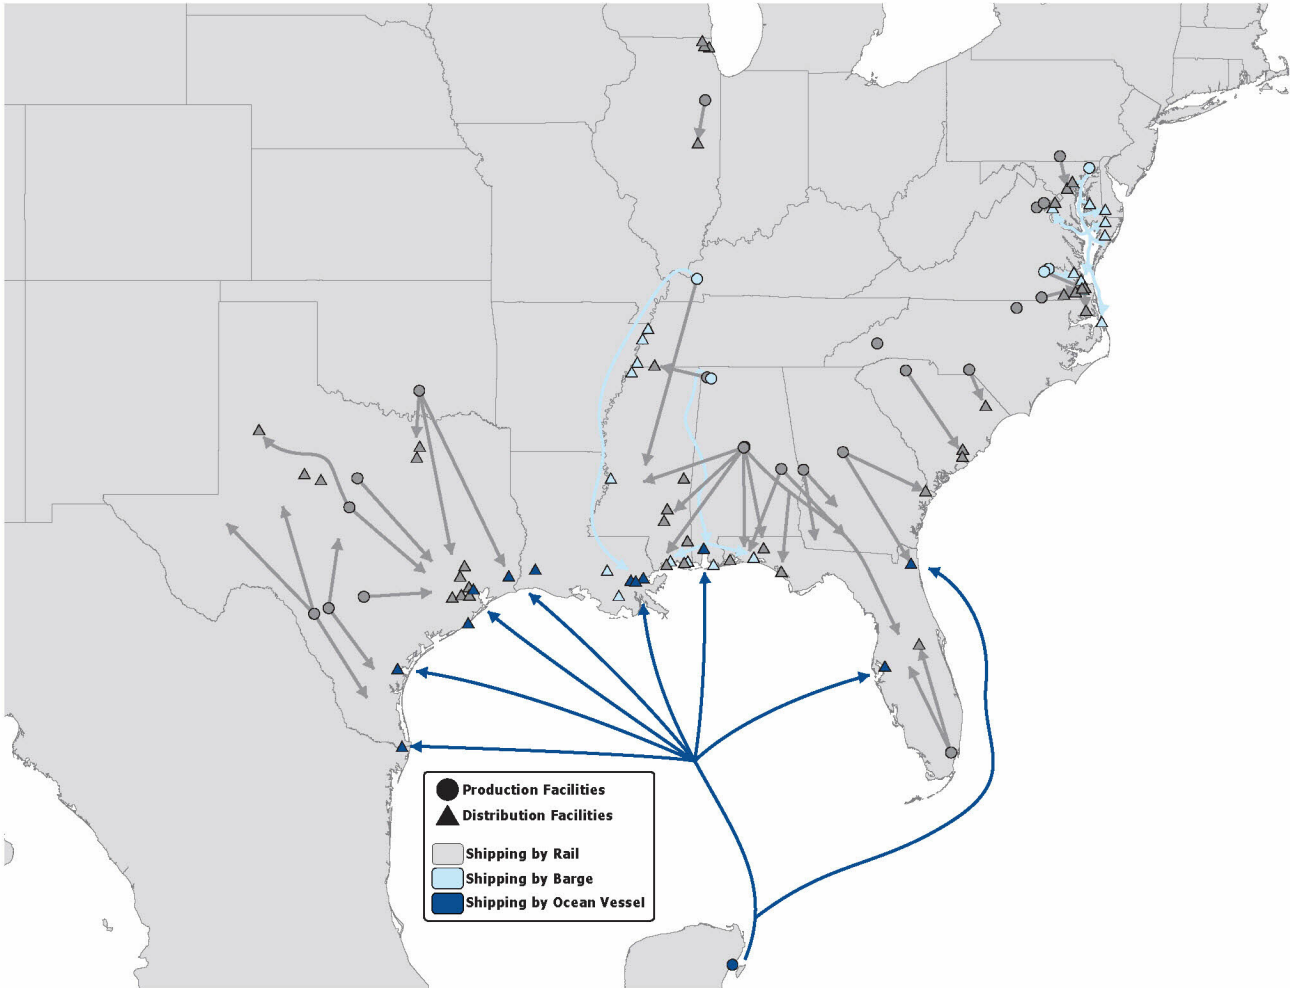 Production Facilities
Distribution Facilities
Shipping by Rail
Shipping by Barge
Shipping by Ocean Vessel